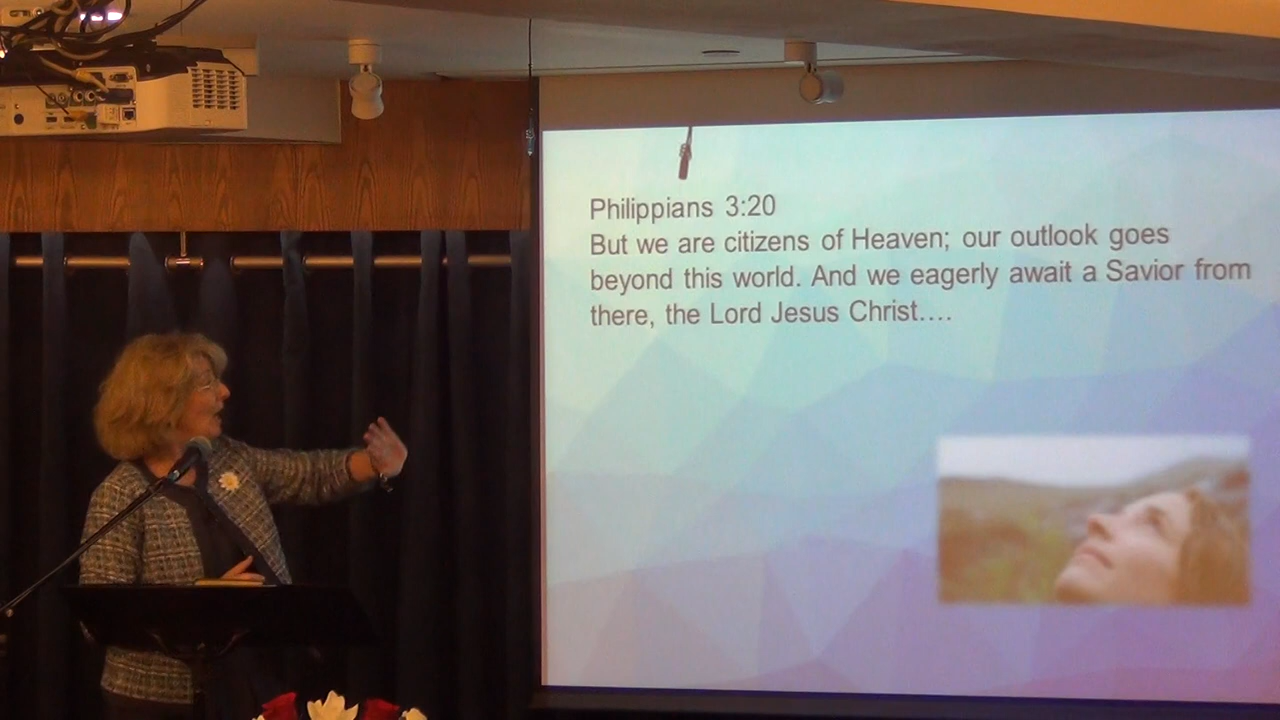 Philippians 3:20
But we are citizens of Heaven; our outlook goes
beyond this world. And we eagerly await a Savior from
there, the Lord Jesus Christ….